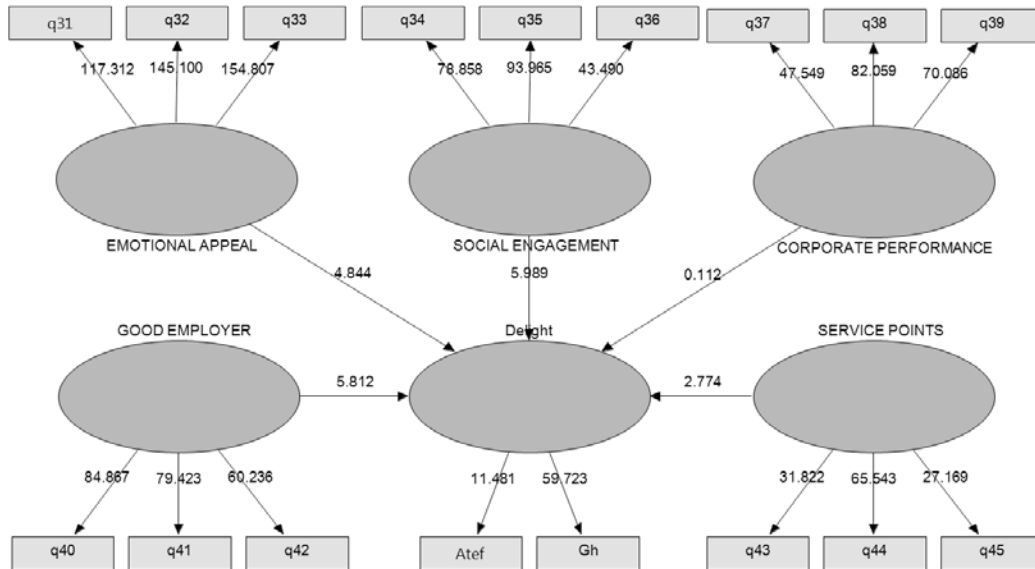 q31 q32 q33 q34 q35 q36 q37 q38 q39
117.312 145.100 154.807 78.858 93.965 43.490 47.549 82.059 70.086
EMOTIONAL APPEAL SOCIAL ENGAGEMENT CORPORATE PERFORMANCE
4.844 5.989 0.112
GOOD EMPLOYER Delight SERVICE POINTS
5.812 2.774
84.867 79.423 60.236 11.481 59.723 31.822 65.543 27.169
q40 q41 q42 Atef Gh q43 q44 q45